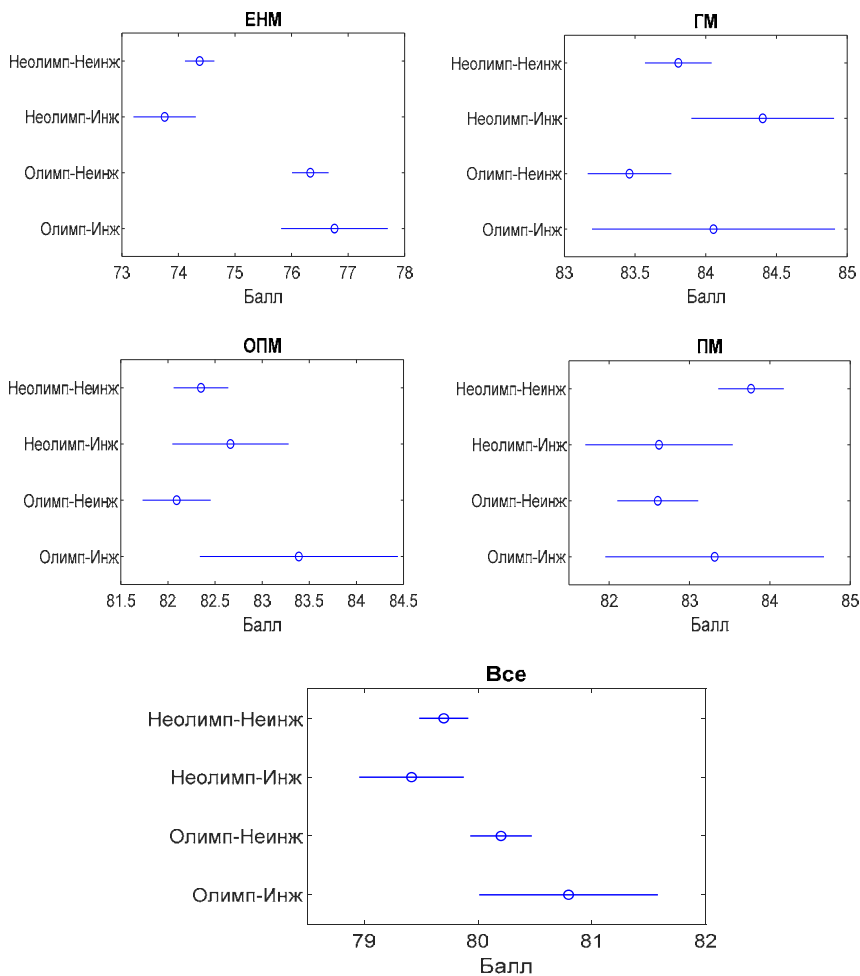 ЕНМ
Неолимп-Неинж
Неолимп-Инж
Олимп-Неинж
Олимп-Инж
73 74 75 76 77 78
Балл
ГМ
Неолимп-Неинж
Неолимп-Инж
Олимп-Неинж
Олимп-Инж
83 83.5 84 84.5 85
Балл
ОПМ
Неолимп-Неинж
Неолимп-Инж
Олимп-Неинж
Олимп-Инж
81.5 82 82.5 83 83.5 84 84.5
Балл
ПМ
Неолимп-Неинж
Неолимп-Инж
Олимп-Неинж
Олимп-Инж
82 83 84 85
Балл
Все
Неолимп-Неинж
Неолимп-Инж
Олимп-Неинж
Олимп-Инж
79 80 81 82
Балл